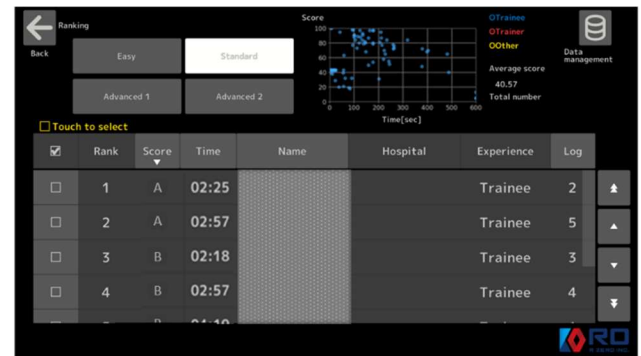 Ranking
Back
Easy
Standard
Advanced 1
Advanced 2
Score
100
80
60
40
20
0
0 100 200 300 400 500 600
Time[sec]
OTrainee
OTrainer
OOther
Average score
40.57
Total number
Data
management
Touch to select
Rank Score Time Name Hospital Experience Log
1 A 02:25 Trainee 2
2 A 02:57 Trainee 5
3 B 02:18 Trainee 3
4 B 02:57 Trainee 4
RD